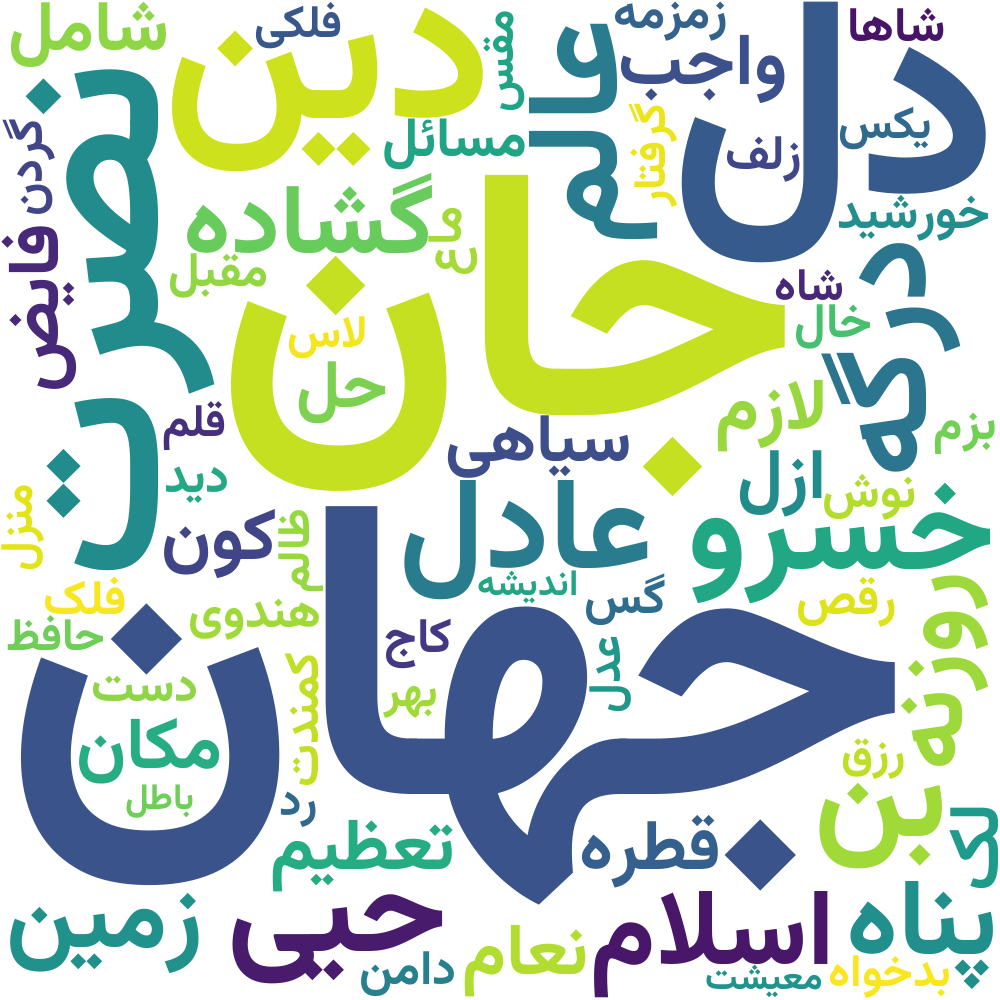 شاها
زمزمه
مقس
فلکی
دین
شامل
دل
واجب
عالم
یکس
زلف
گرفتار
مسائل
نصرت
گردن
خورشید
گشاده
فایض
مقبل
درگه
شاه
خال
جان
لاس
حل
لازم
بزم
سیاهی
قلم
دید
ازل
نوش
خسرو
عادل
کون
منزل
ظالم
اندیشه
گس
رقص
فلک
هندوی
حافظ
روزنه
کاج
عدل
جهان
دست
بهر
کمندت
مکان
رزق
باطل
رد
بن
لک
قطره
تعظیم
پناه
اسلام
حیی
زمین
نعام
دامن
معیشت
بدخواه